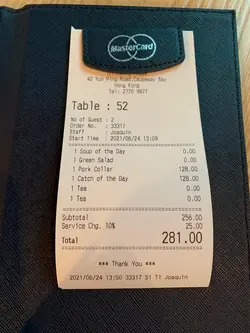 MasterCard
42 Yun Ping Road,Causeway Bay
Hong Kong
Tel: 2775 9977
Table : 52
No of Guest : 2
Order No. : 33317
Staff : Joaquin
Start : 2021/06/24 13:09
1 Soup of the Day 0.00
1 Green Salad 0.00
1 Pork Collar 128.00
1 Catch of the Day 128.00
1 Tea 0.00
1 Tea 0.00
Subtotal 256.00
Service Chg. 10% 25.00
Total 281.00
*** Thank You ***
2021/06/24 13:50 33317 S1 T1 Joaquin